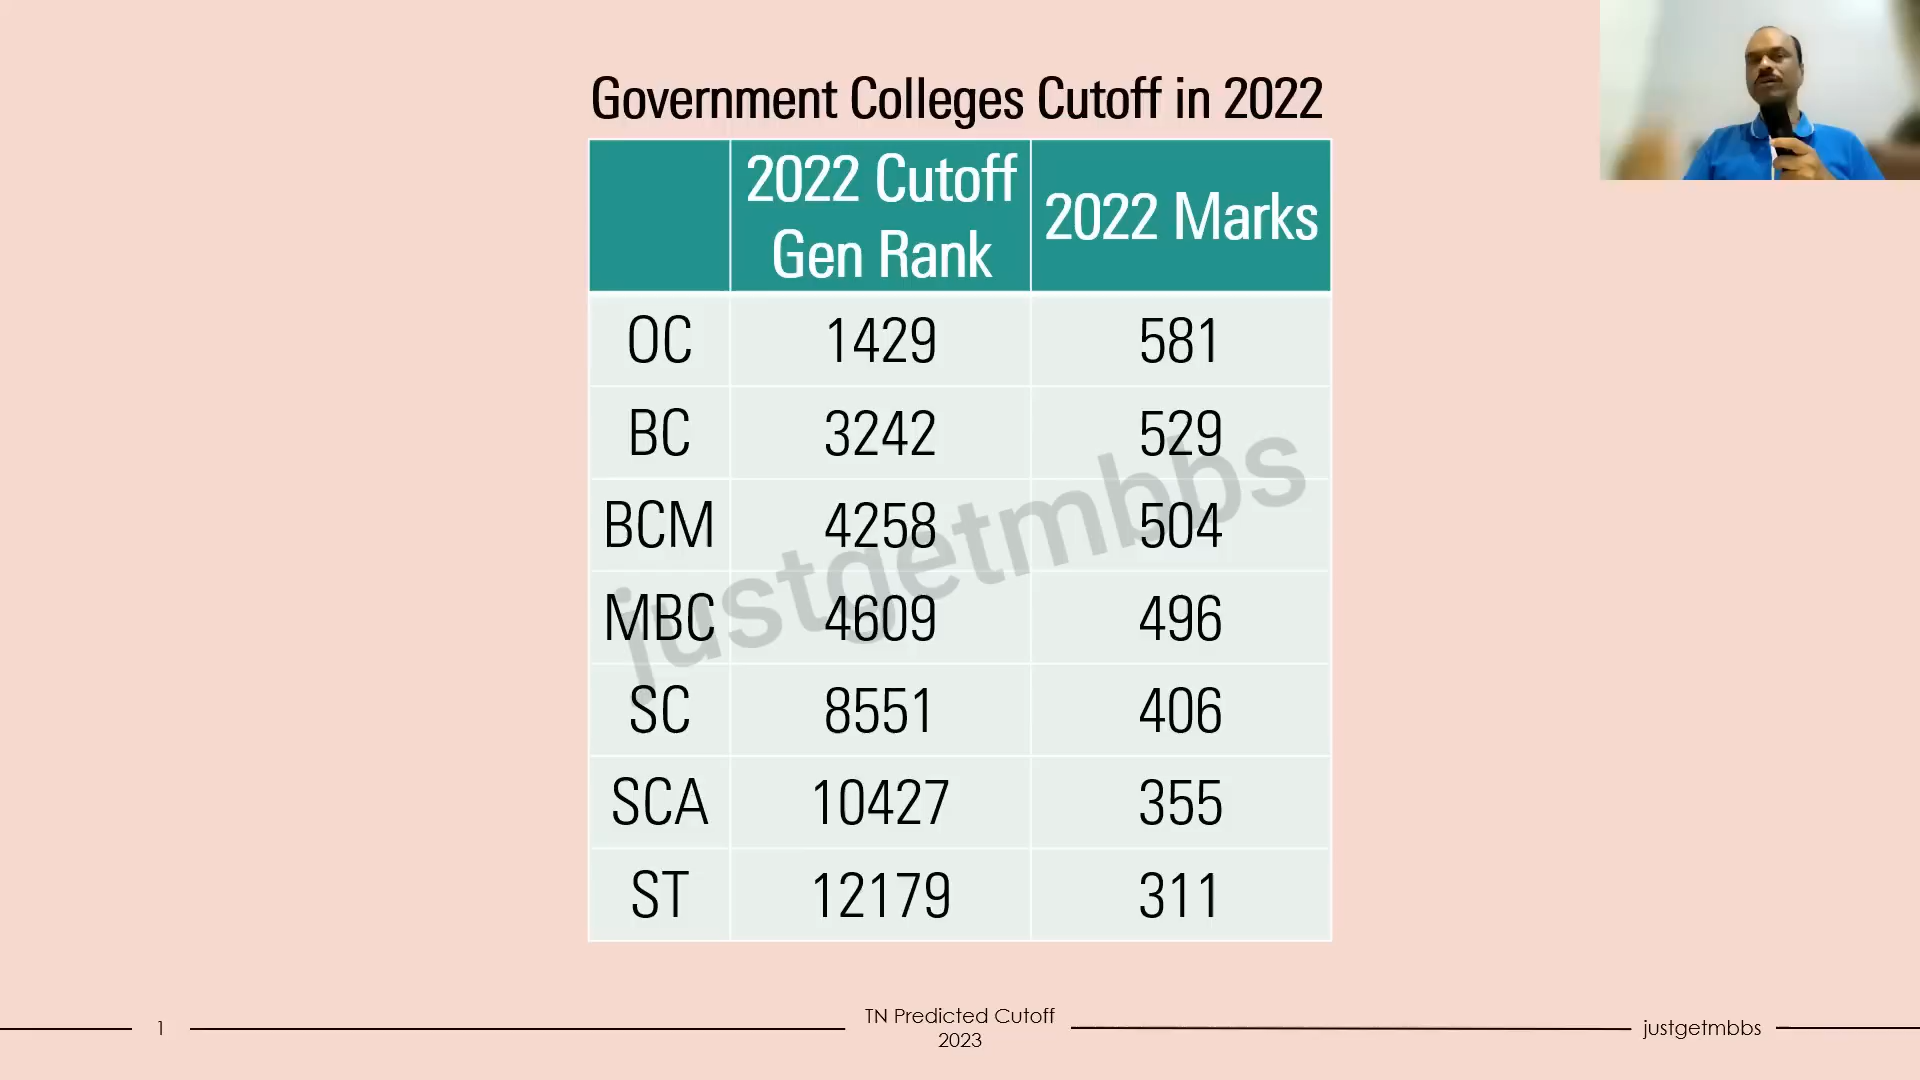 Government Colleges Cutoff in 2022
2022 Cutoff Gen Rank 2022 Marks
OC 1429 581
BC 3242 529
BCM 4258 504
MBC 4609 496
SC 8551 406
SCA 10427 355
ST 12179 311
justgetmbbs
1
TN Predicted Cutoff
2023
justgetmbbs